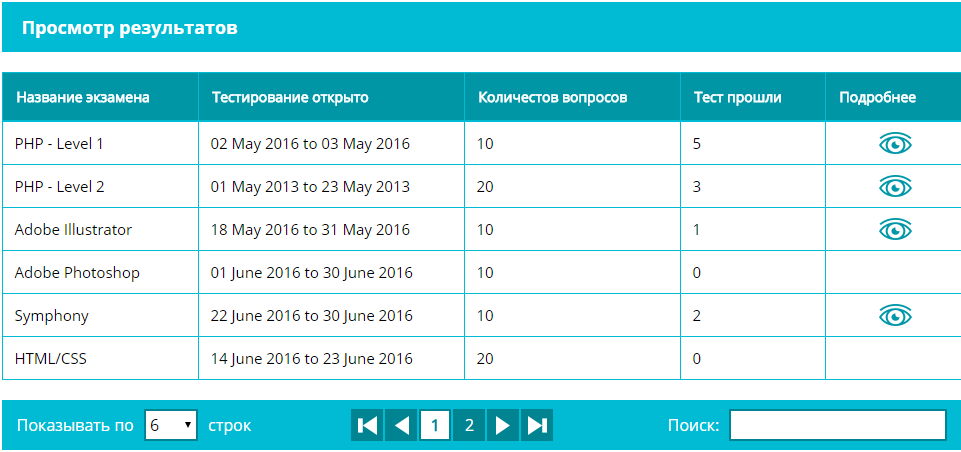 Просмотр результатов
Название экзамена Тестирование открыто Количестов вопросов Тест прошли Подробнее
PHP - Level 1 02 May 2016 to 03 May 2016 10 5
PHP - Level 2 01 May 2013 to 23 May 2013 20 3
Adobe Illustrator 18 May 2016 to 31 May 2016 10 1
Adobe Photoshop 01 June 2016 to 30 June 2016 10 0
Symphony 22 June 2016 to 30 June 2016 10 2
HTML/CSS 14 June 2016 to 23 June 2016 20 0
Показывать по 6 строк 1 2 Поиск: